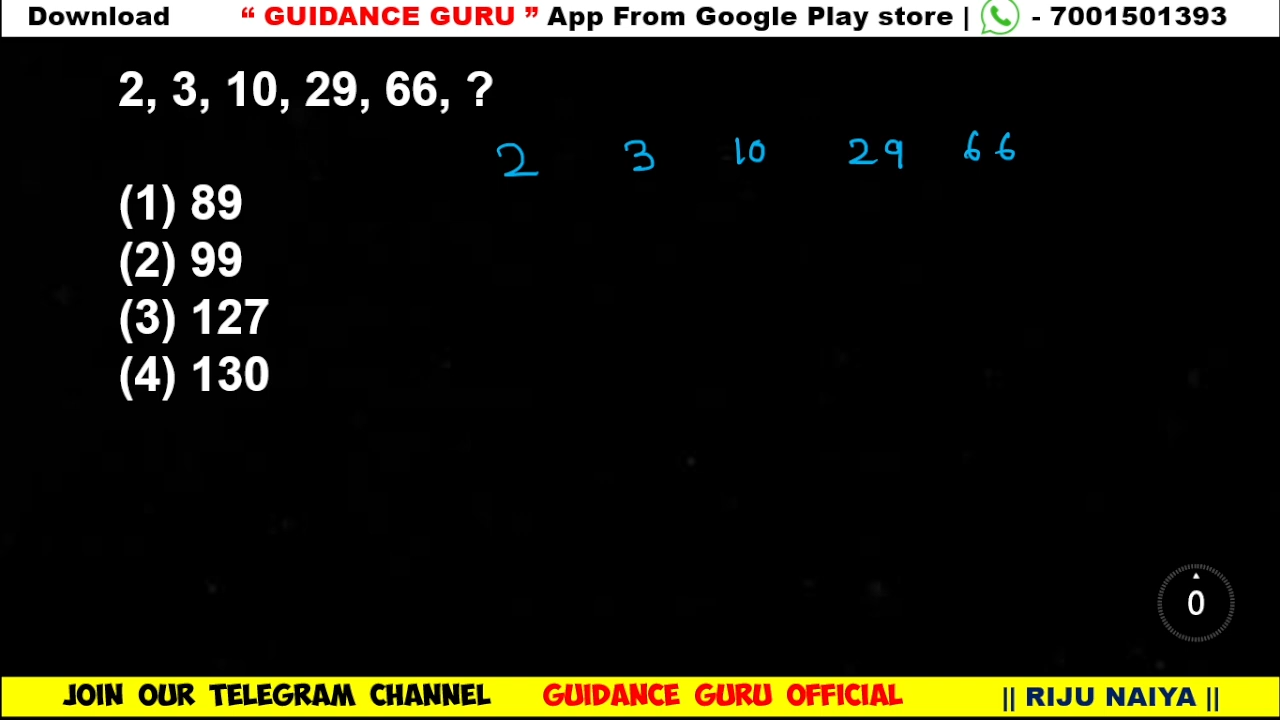 Download “ GUIDANCE GURU ” App From Google Play store | - 7001501393
2, 3, 10, 29, 66, ?
2 3 10 29 66
(1) 89
(2) 99
(3) 127
(4) 130
0
JOIN OUR TELEGRAM CHANNEL GUIDANCE GURU OFFICIAL || RIJU NAIYA ||